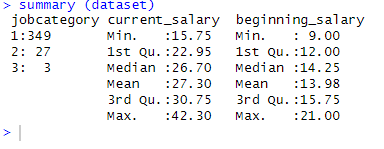 > summary (dataset)
jobcategory current_salary beginning_salary
1:349 Min. :15.75 Min. : 9.00
2: 27 1st Qu.:22.95 1st Qu.:12.00
3: 3 Median :26.70 Median :14.25
Mean :27.30 Mean :13.98
3rd Qu.:30.75 3rd Qu.:15.75
Max. :42.30 Max. :21.00
>